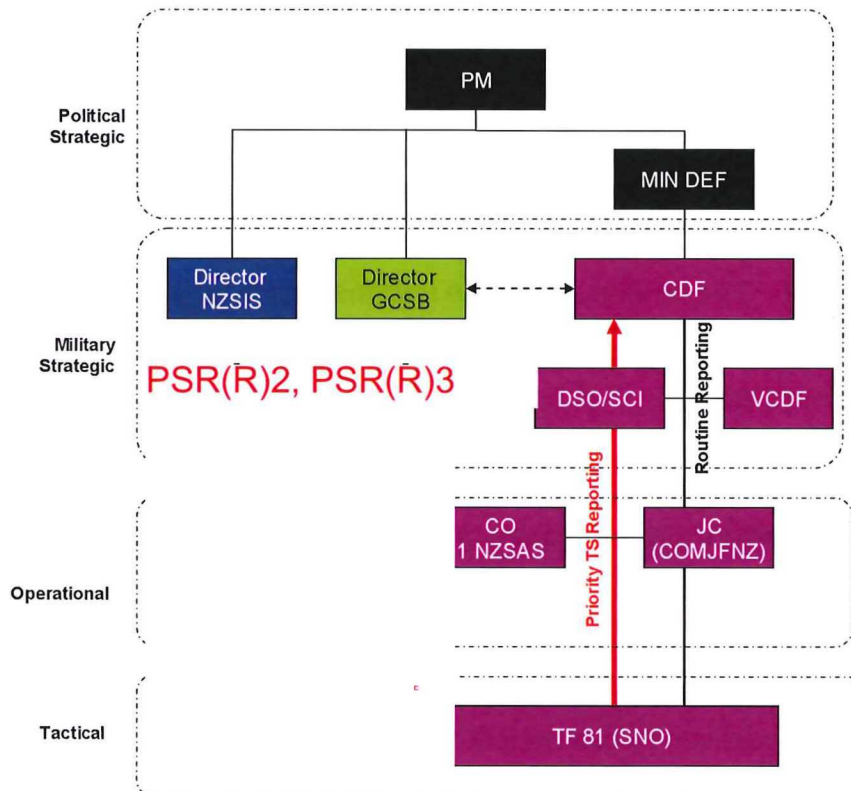 PM
Political
Strategic
MIN DEF
Director
NZSIS
Director
GCSB
CDF
Military
Strategic
PSR(R)2, PSR(R)3
DSO/SCI
VCDF
Routine Reporting
Priority TS Reporting
CO
1 NZSAS
JC
(COMJFNZ)
Operational
Tactical
TF 81 (SNO)